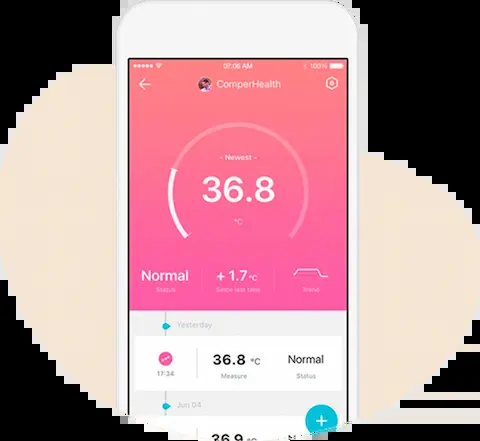 07:06 AM 100%
ComperHealth
- Newest -
36.8
°C
Normal + 1.7 °C
Status Since last time Trend
Yesterday
17:34 36.8 °C Normal
Measure Status
Jun 04
36.9